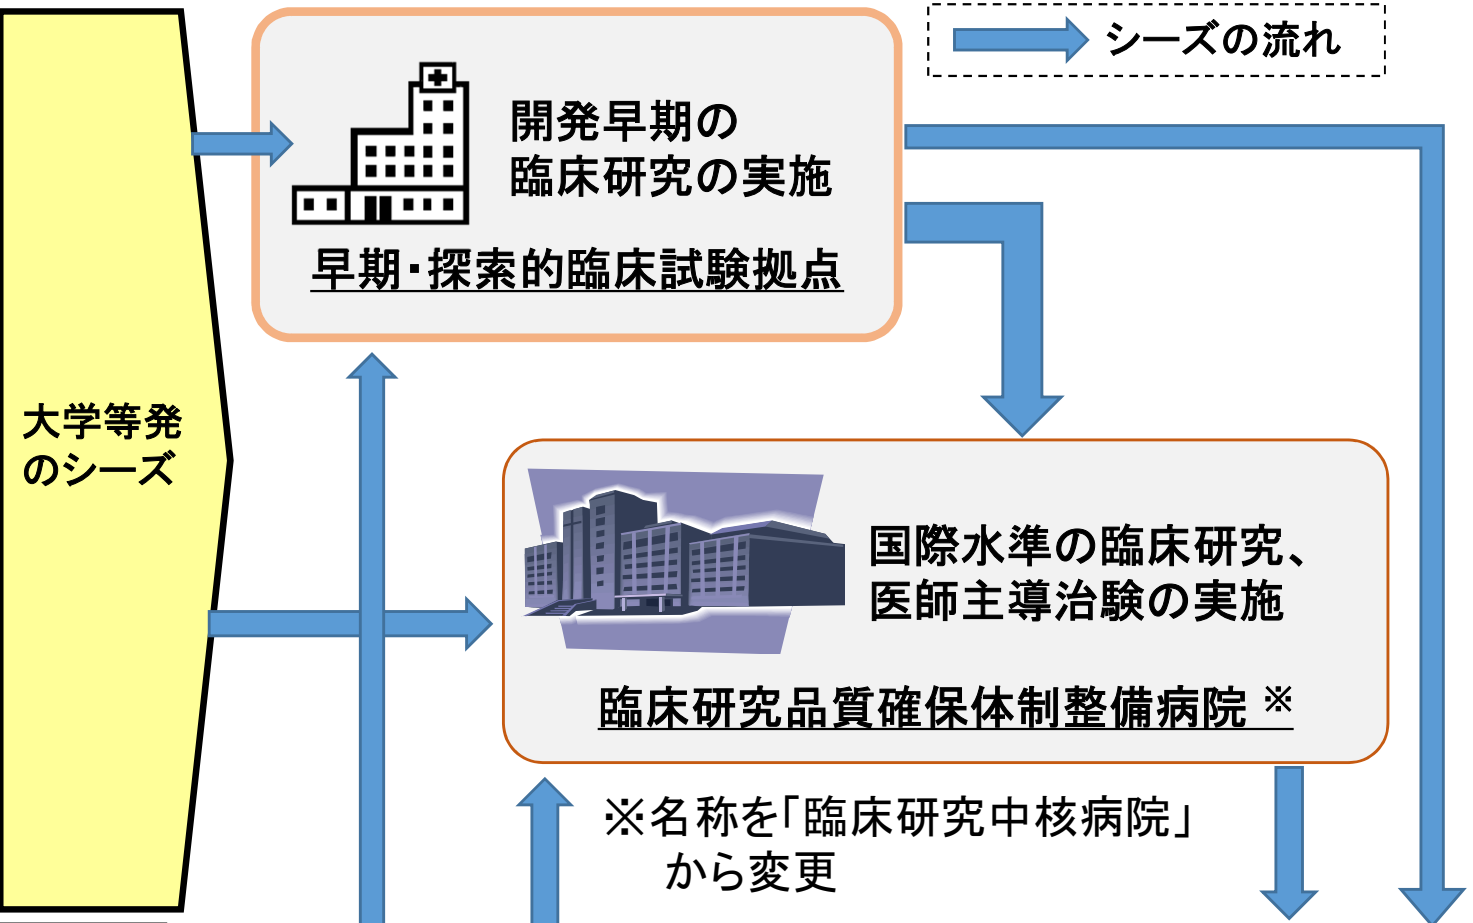 シーズの流れ
開発早期の
臨床研究の実施
早期・探索的臨床試験拠点
大学等発
のシーズ
国際水準の臨床研究、
医師主導治験の実施
臨床研究品質確保体制整備病院 ※
※名称を「臨床研究中核病院」
から変更